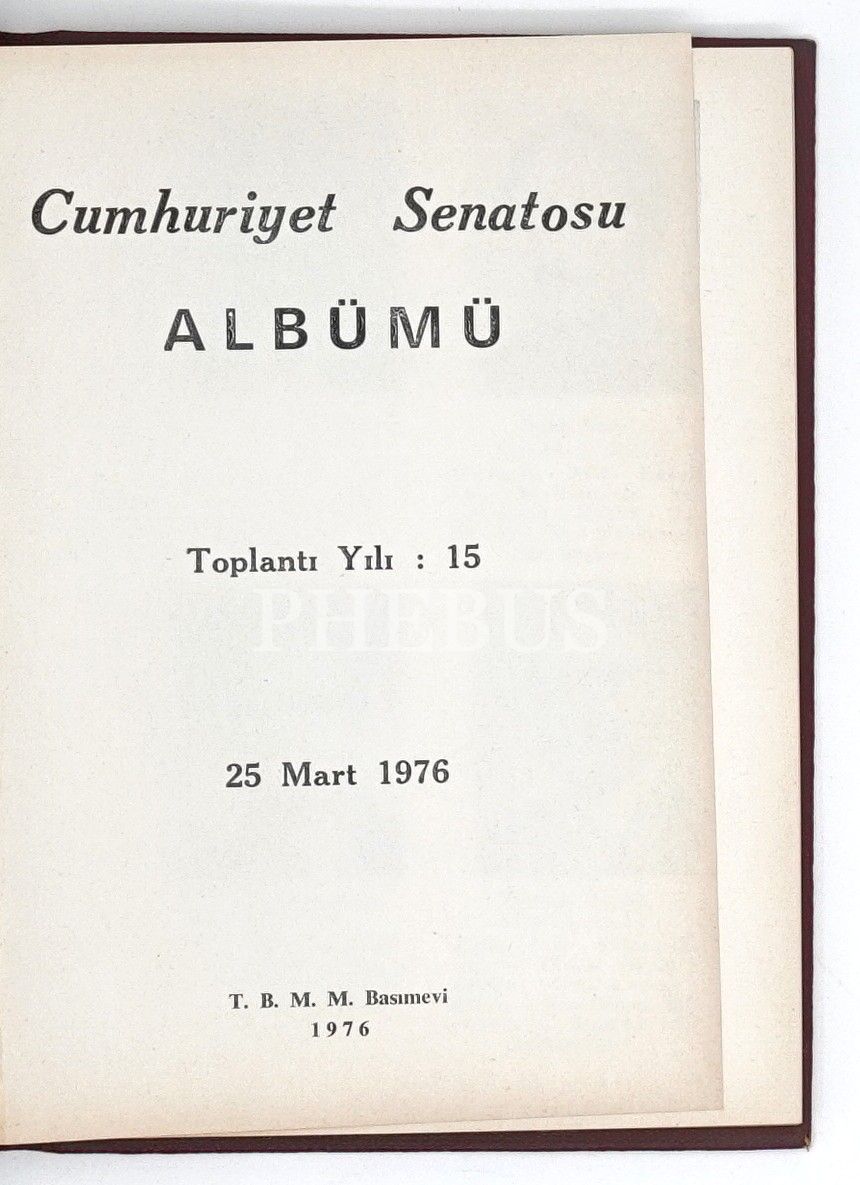 Cumhuriyet Senatosu
ALBÜMÜ
Toplantı Yılı : 15
PHEBUS
25 Mart 1976
T. B. M. M. Basımevi
1976